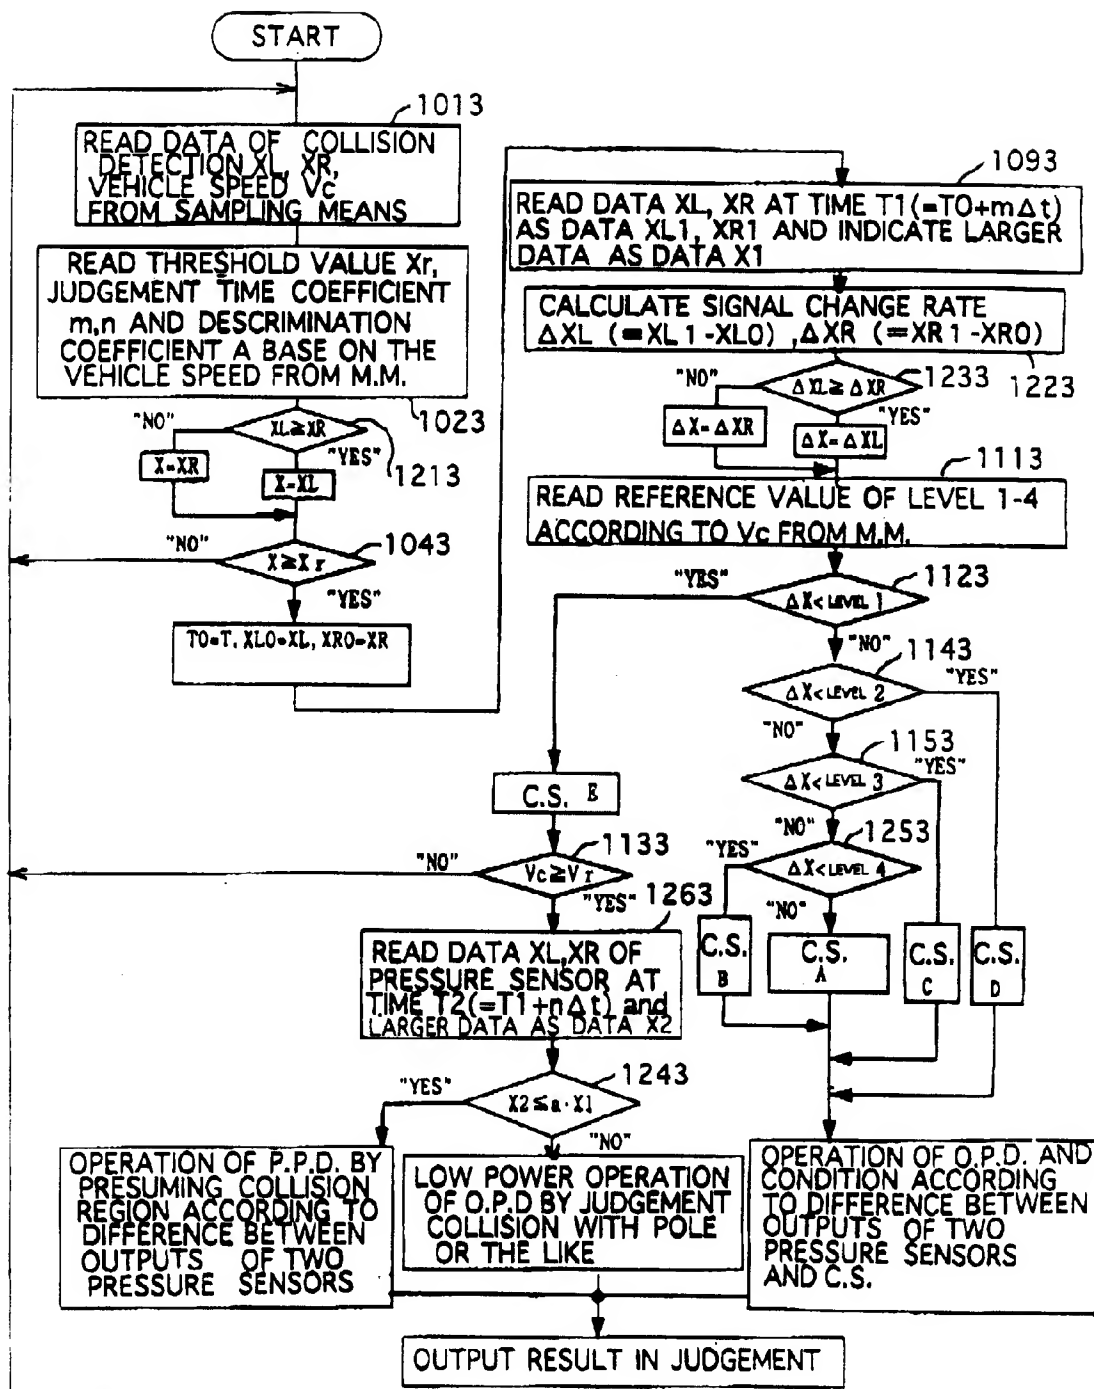 START
1013
READ DATA OF COLLISION
DETECTION XL, XR,
VEHICLE SPEED Vc
FROM SAMPLING MEANS
READ THRESHOLD VALUE Xr,
JUDGEMENT TIME COEFFICIENT
m,n AND DESCRIMINATION
COEFFICIENT A BASE ON THE
VEHICLE SPEED FROM M.M.
1023
"NO"
XL≧XR
"YES"
1213
X=XR
X=XL
"NO"
1043
X≧Xr
"YES"
T0=T, XL0=XL, XR0=XR
1093
READ DATA XL, XR AT TIME T1(=T0+mΔt)
AS DATA XL1, XR1 AND INDICATE LARGER
DATA AS DATA X1
CALCULATE SIGNAL CHANGE RATE
ΔXL (=XL1-XL0) ,ΔXR (=XR1-XR0)
1223
1233
"NO"
ΔXL≧ΔXR
"YES"
ΔX=ΔXR
ΔX=ΔXL
1113
READ REFERENCE VALUE OF LEVEL 1-4
ACCORDING TO Vc FROM M.M.
1123
"YES"
ΔX<LEVEL 1
"NO"
1143
ΔX<LEVEL 2
"YES"
"NO"
1153
ΔX<LEVEL 3
"YES"
"NO"
1253
"YES"
ΔX<LEVEL 4
"NO"
C.S.
B
C.S.
A
C.S.
C
C.S.
D
C.S. E
1133
"NO"
Vc≧Vr
"YES"
1263
READ DATA XL,XR OF
PRESSURE SENSOR AT
TIME T2(=T1+nΔt) and
LARGER DATA AS DATA X2
1243
"YES"
X2≦a·X1
"NO"
OPERATION OF P.P.D. BY
PRESUMING COLLISION
REGION ACCORDING TO
DIFFERENCE BETWEEN
OUTPUTS OF TWO
PRESSURE SENSORS
LOW POWER OPERATION
OF O.P.D BY JUDGEMENT
COLLISION WITH POLE
OR THE LIKE
OPERATION OF O.P.D. AND
CONDITION ACCORDING
TO DIFFERENCE BETWEEN
OUTPUTS OF TWO
PRESSURE SENSORS
AND C.S.
OUTPUT RESULT IN JUDGEMENT